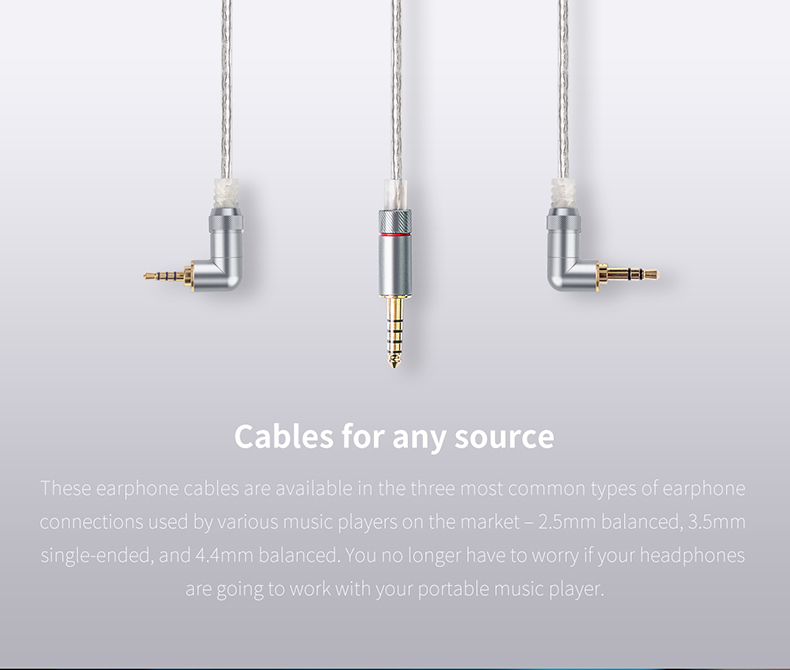 Cables for any source
These earphone cables are available in the three most common types of earphone
connections used by various music players on the market – 2.5mm balanced, 3.5mm
single-ended, and 4.4mm balanced. You no longer have to worry if your headphones
are going to work with your portable music player.